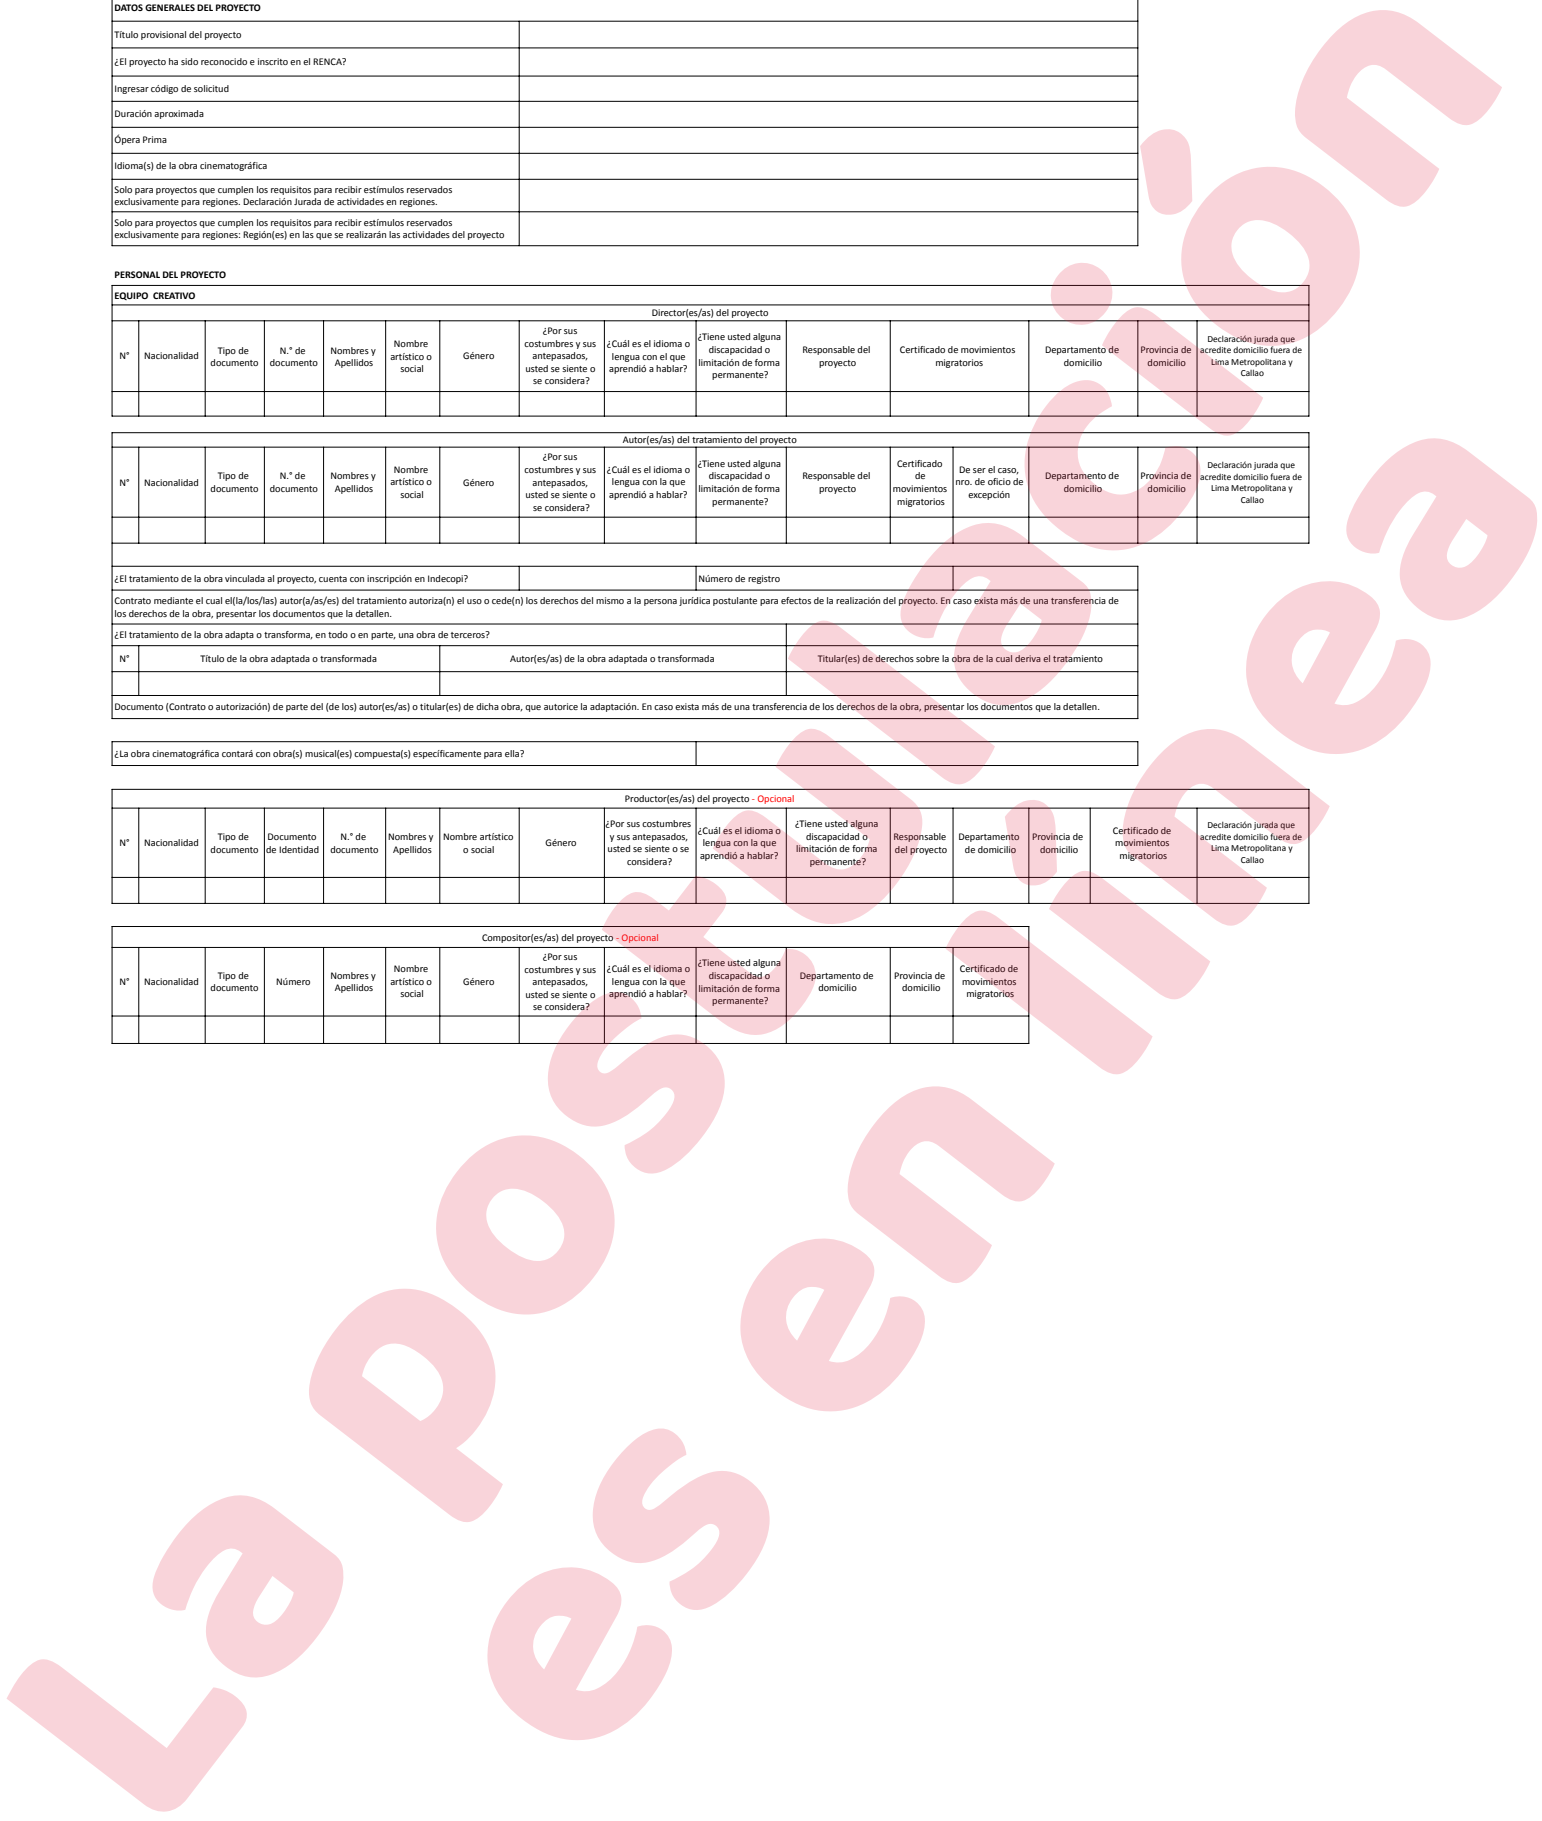 DATOS GENERALES DEL PROYECTO
Título provisional del proyecto
¿El proyecto ha sido reconocido e inscrito en el RENCA?
Ingresar código de solicitud
Duración aproximada
Ópera Prima
Idioma(s) de la obra cinematográfica
Solo para proyectos que cumplen los requisitos para recibir estímulos reservados
exclusivamente para regiones. Declaración Jurada de actividades en regiones.
Solo para proyectos que cumplen los requisitos para recibir estímulos reservados
exclusivamente para regiones: Región(es) en las que se realizarán las actividades del proyecto
PERSONAL DEL PROYECTO
EQUIPO CREATIVO
Director(es/as) del proyecto
N°
Nacionalidad
Tipo de
documento
N.° de
documento
Nombres y
Apellidos
Nombre
artístico o
social
Género
¿Por sus
costumbres y sus
antepasados,
usted se siente o
se considera?
¿Cuál es el idioma o
lengua con el que
aprendió a hablar?
¿Tiene usted alguna
discapacidad o
limitación de forma
permanente?
Responsable del
proyecto
Certificado de movimientos
migratorios
Departamento de
domicilio
Provincia de
domicilio
Declaración jurada que
acredite domicilio fuera de
Lima Metropolitana y
Callao
Autor(es/as) del tratamiento del proyecto
N°
Nacionalidad
Tipo de
documento
N.° de
documento
Nombres y
Apellidos
Nombre
artístico o
social
Género
¿Por sus
costumbres y sus
antepasados,
usted se siente o
se considera?
¿Cuál es el idioma o
lengua con la que
aprendió a hablar?
¿Tiene usted alguna
discapacidad o
limitación de forma
permanente?
Responsable del
proyecto
Certificado
de
movimientos
migratorios
De ser el caso,
nro. de oficio de
excepción
Departamento de
domicilio
Provincia de
domicilio
Declaración jurada que
acredite domicilio fuera de
Lima Metropolitana y
Callao
¿El tratamiento de la obra vinculada al proyecto, cuenta con inscripción en Indecopi?
Número de registro
Contrato mediante el cual el(la/los/las) autor(a/as/es) del tratamiento autoriza(n) el uso o cede(n) los derechos del mismo a la persona jurídica postulante para efectos de la realización del proyecto. En caso exista más de una transferencia de
los derechos de la obra, presentar los documentos que la detallen.
¿El tratamiento de la obra adapta o transforma, en todo o en parte, una obra de terceros?
N°
Título de la obra adaptada o transformada
Autor(es/as) de la obra adaptada o transformada
Titular(es) de derechos sobre la obra de la cual deriva el tratamiento
Documento (Contrato o autorización) de parte del (de los) autor(es/as) o titular(es) de dicha obra, que autorice la adaptación. En caso exista más de una transferencia de los derechos de la obra, presentar los documentos que la detallen.
¿La obra cinematográfica contará con obra(s) musical(es) compuesta(s) específicamente para ella?
Productor(es/as) del proyecto - Opcional
N°
Nacionalidad
Tipo de
documento
Documento
de Identidad
N.° de
documento
Nombres y
Apellidos
Nombre artístico
o social
Género
¿Por sus costumbres
y sus antepasados,
usted se siente o se
considera?
¿Cuál es el idioma o
lengua con la que
aprendió a hablar?
¿Tiene usted alguna
discapacidad o
limitación de forma
permanente?
Responsable
del proyecto
Departamento
de domicilio
Provincia de
domicilio
Certificado de
movimientos
migratorios
Declaración jurada que
acredite domicilio fuera de
Lima Metropolitana y
Callao
Compositor(es/as) del proyecto - Opcional
N°
Nacionalidad
Tipo de
documento
Número
Nombres y
Apellidos
Nombre
artístico o
social
Género
¿Por sus
costumbres y sus
antepasados,
usted se siente o
se considera?
¿Cuál es el idioma o
lengua con la que
aprendió a hablar?
¿Tiene usted alguna
discapacidad o
limitación de forma
permanente?
Departamento de
domicilio
Provincia de
domicilio
Certificado de
movimientos
migratorios
La postulación
es en línea